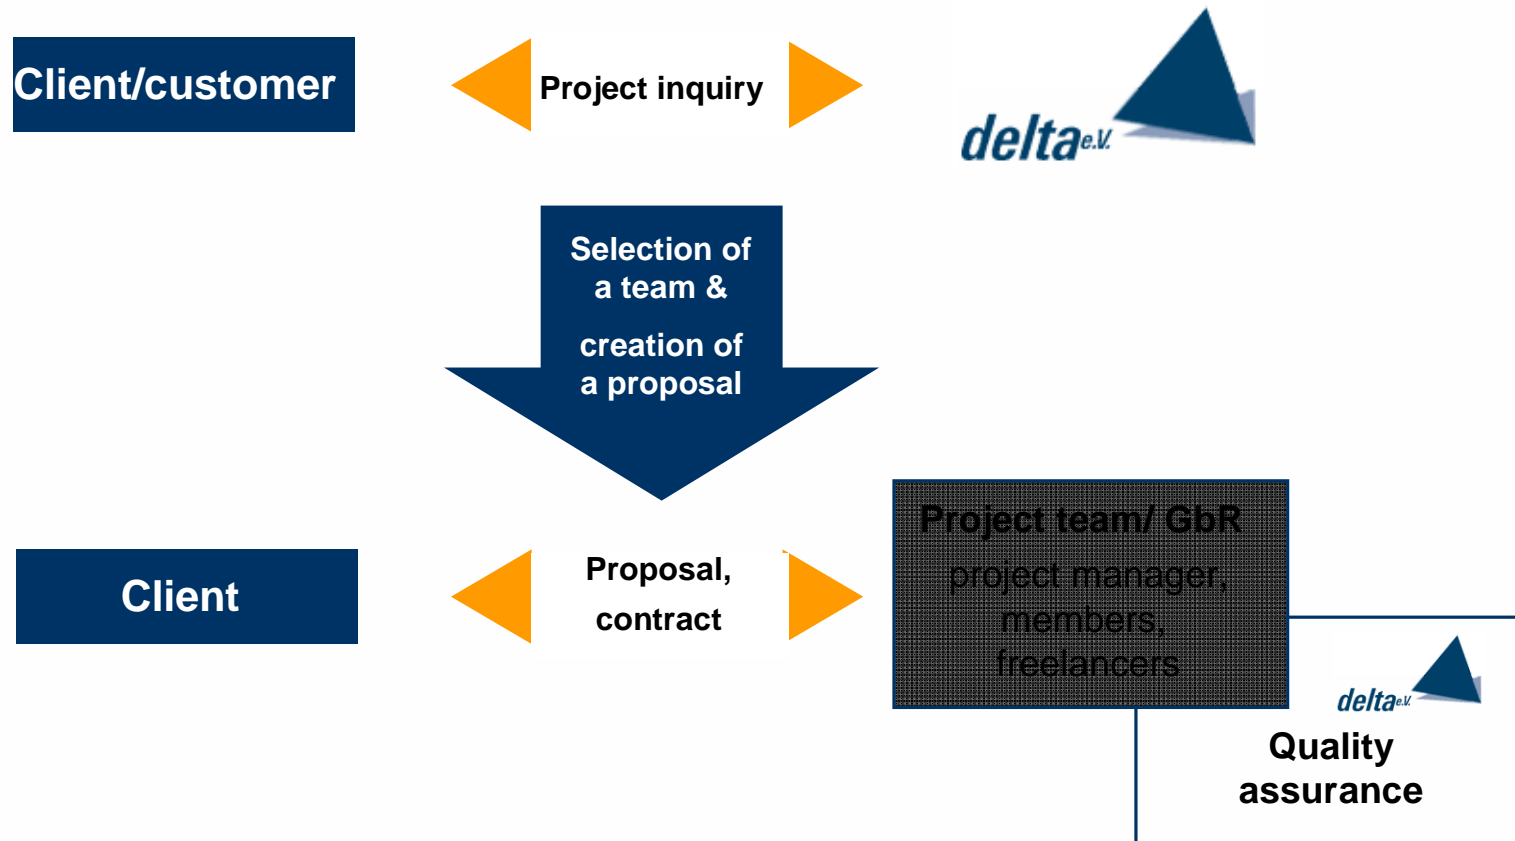 Client/customer
Project inquiry
delta e.V.
Selection of
a team &
creation of
a proposal
Client
Proposal,
contract
Project team/ GbR
project manager,
members,
freelancers
delta e.V.
Quality
assurance